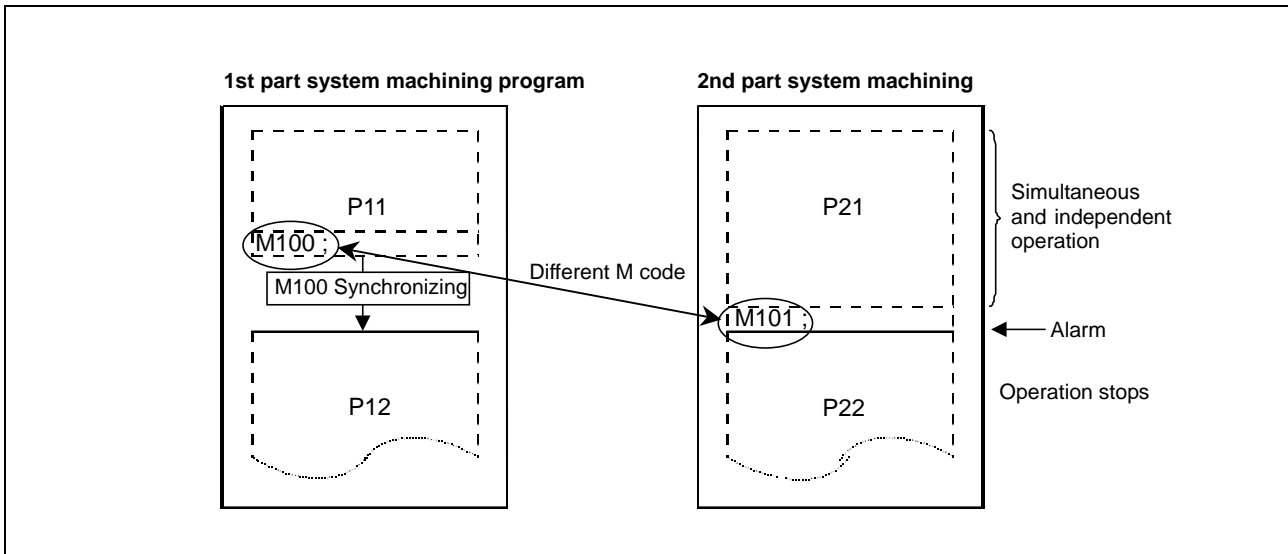 1st part system machining program
2nd part system machining
P11
M100 ;
M100 Synchronizing
P12
Different M code
P21
M101 ;
P22
Simultaneous
and independent
operation
Alarm
Operation stops